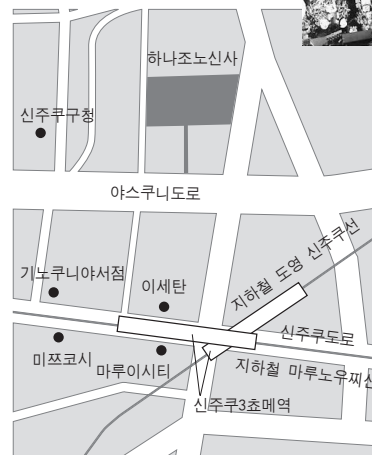 하나조노신사
신주쿠구청
야스쿠니도로
지하철 도영 신주쿠선
기노쿠니야서점
이세탄
신주쿠도로
미쯔코시
마루이시티
지하철 마루노우찌선
신주쿠3쵸메역